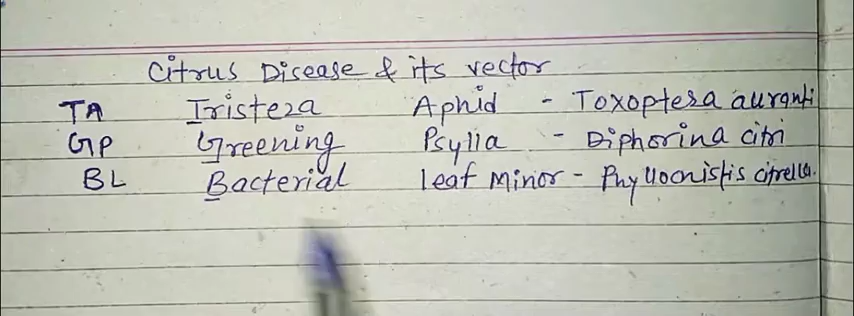 Citrus Disease & its vector
TA Tristeza Aphid - Toxoptera auranti
GP Greening Psylla - Diphorina citri
BL Bacterial leaf Minor - Phyllocnistis citrella.